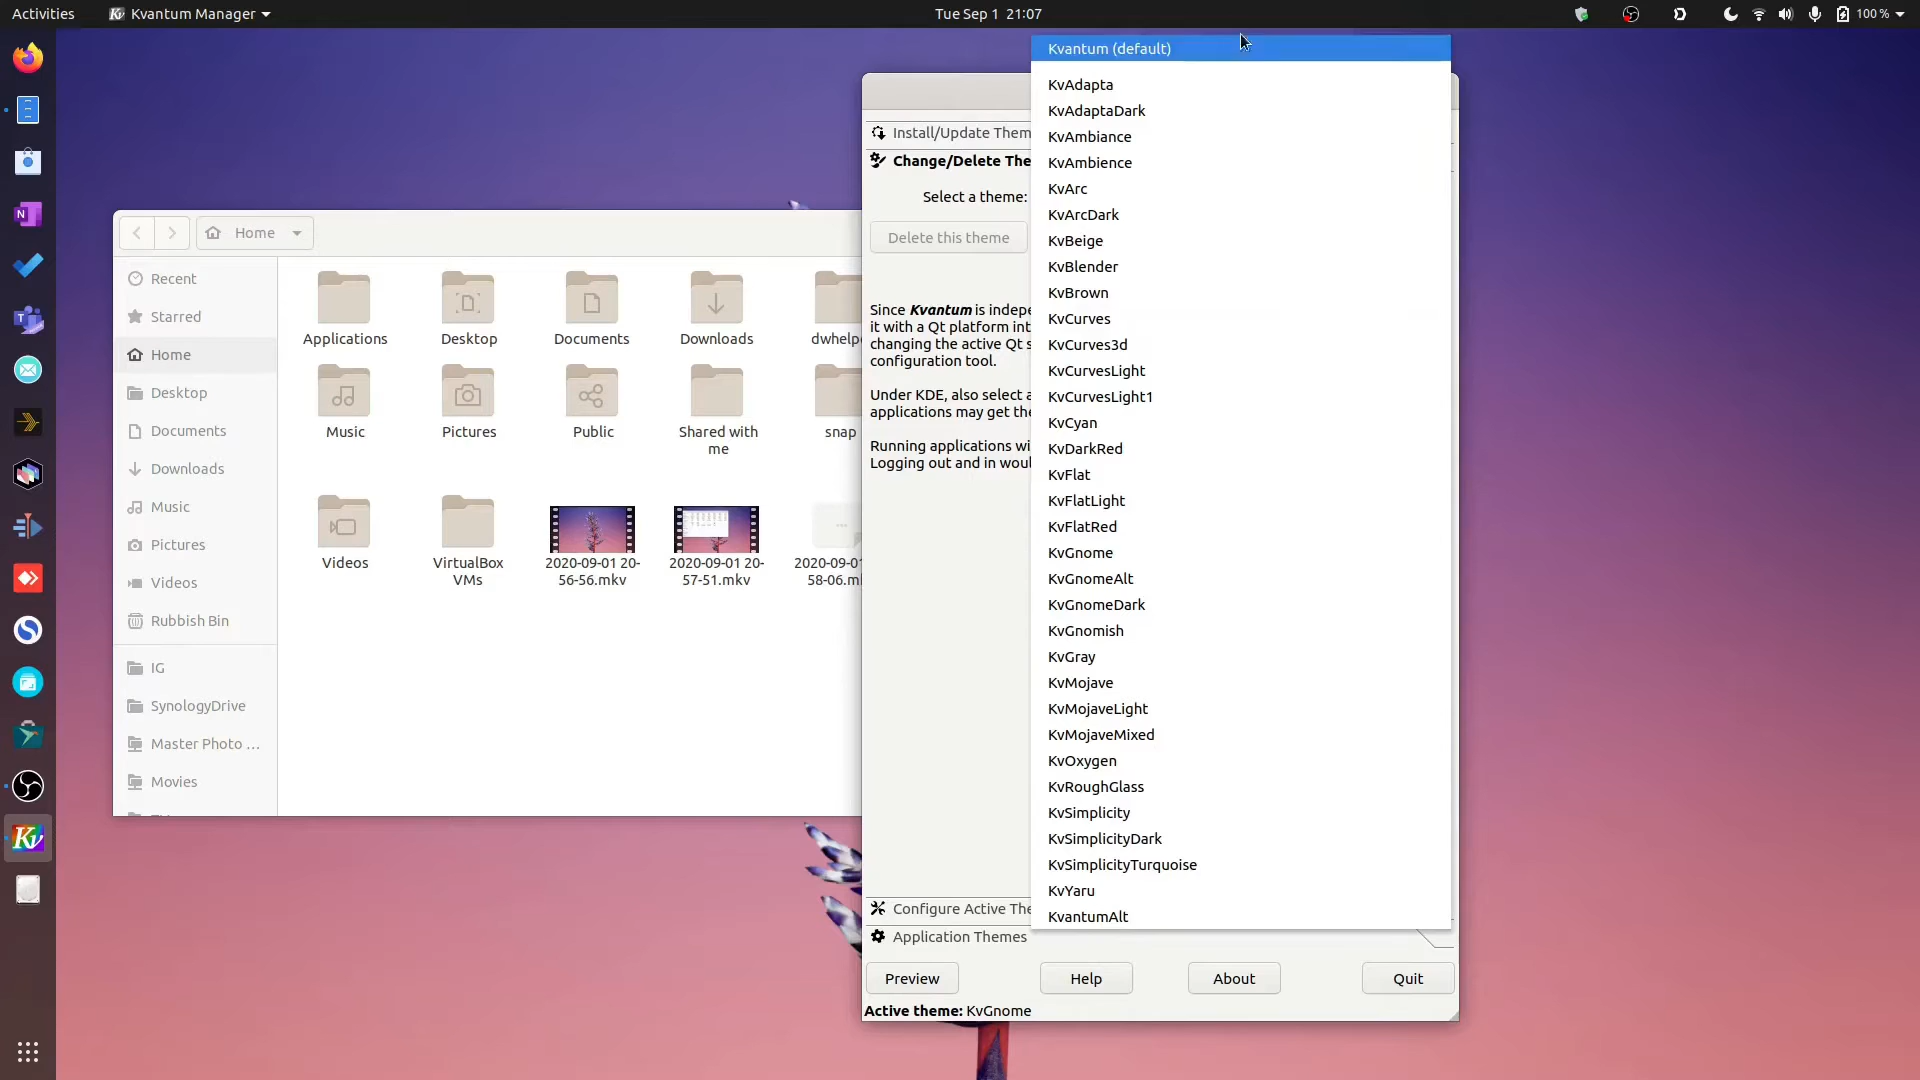 Activities
Kvantum Manager
Tue Sep 1 21:07
100 %
Home
Recent
Starred
Home
Desktop
Documents
Downloads
Music
Pictures
Videos
Rubbish Bin
IG
SynologyDrive
Master Photo …
Movies
Applications
Desktop
Documents
Downloads
dwhelpe
Music
Pictures
Public
Shared with
me
snap
Videos
VirtualBox
VMs
2020-09-01 20-
56-56.mkv
2020-09-01 20-
57-51.mkv
2020-09-0
58-06.m
Install/Update Them
Change/Delete The
Select a theme:
Delete this theme
Since Kvantum is indepe
it with a Qt platform int
changing the active Qt s
configuration tool.
Under KDE, also select a
applications may get the
Running applications wi
Logging out and in woul
Configure Active The
Application Themes
Preview
Help
About
Quit
Active theme: KvGnome
Kvantum (default)
KvAdapta
KvAdaptaDark
KvAmbiance
KvAmbience
KvArc
KvArcDark
KvBeige
KvBlender
KvBrown
KvCurves
KvCurves3d
KvCurvesLight
KvCurvesLight1
KvCyan
KvDarkRed
KvFlat
KvFlatLight
KvFlatRed
KvGnome
KvGnomeAlt
KvGnomeDark
KvGnomish
KvGray
KvMojave
KvMojaveLight
KvMojaveMixed
KvOxygen
KvRoughGlass
KvSimplicity
KvSimplicityDark
KvSimplicityTurquoise
KvYaru
KvantumAlt
Kv
N